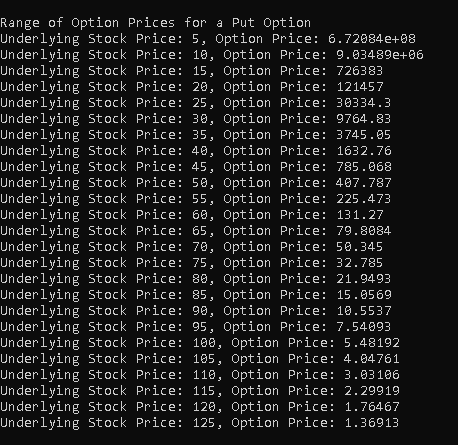 Range of Option Prices for a Put Option
Underlying Stock Price: 5, Option Price: 6.72084e+08
Underlying Stock Price: 10, Option Price: 9.03489e+06
Underlying Stock Price: 15, Option Price: 726383
Underlying Stock Price: 20, Option Price: 121457
Underlying Stock Price: 25, Option Price: 30334.3
Underlying Stock Price: 30, Option Price: 9764.83
Underlying Stock Price: 35, Option Price: 3745.05
Underlying Stock Price: 40, Option Price: 1632.76
Underlying Stock Price: 45, Option Price: 785.068
Underlying Stock Price: 50, Option Price: 407.787
Underlying Stock Price: 55, Option Price: 225.473
Underlying Stock Price: 60, Option Price: 131.27
Underlying Stock Price: 65, Option Price: 79.8084
Underlying Stock Price: 70, Option Price: 50.345
Underlying Stock Price: 75, Option Price: 32.785
Underlying Stock Price: 80, Option Price: 21.9493
Underlying Stock Price: 85, Option Price: 15.0569
Underlying Stock Price: 90, Option Price: 10.5537
Underlying Stock Price: 95, Option Price: 7.54093
Underlying Stock Price: 100, Option Price: 5.48192
Underlying Stock Price: 105, Option Price: 4.04761
Underlying Stock Price: 110, Option Price: 3.03106
Underlying Stock Price: 115, Option Price: 2.29919
Underlying Stock Price: 120, Option Price: 1.76467
Underlying Stock Price: 125, Option Price: 1.36913